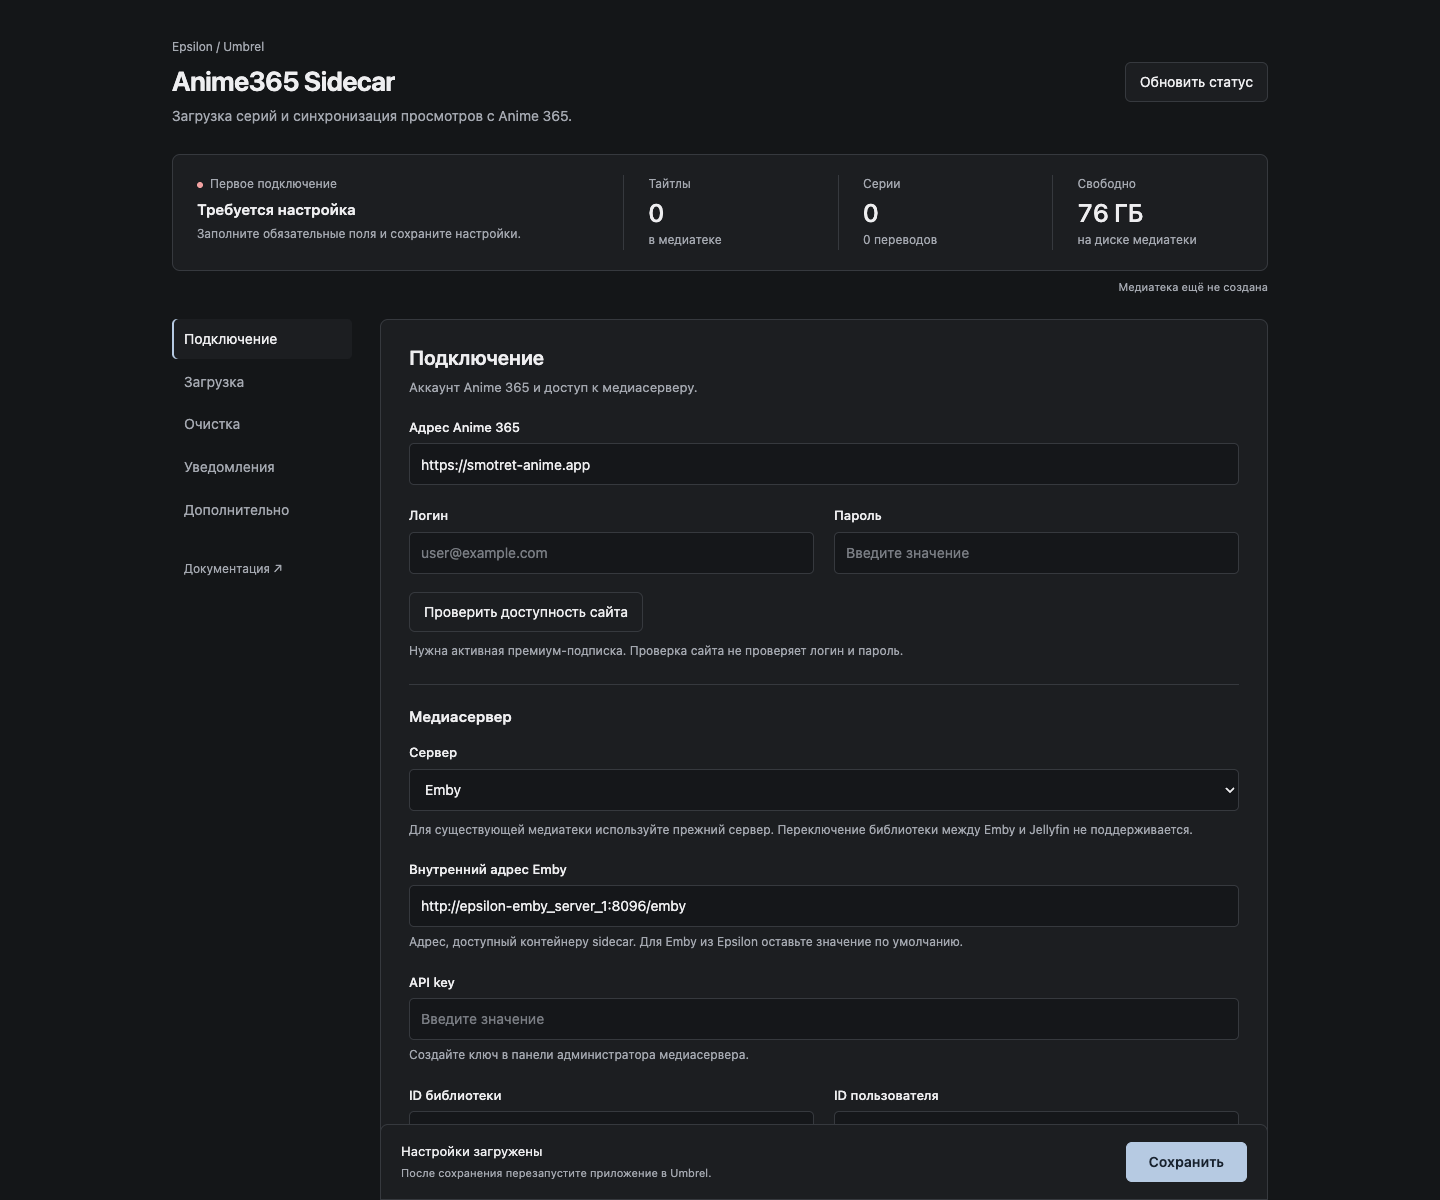 Epsilon / Umbrel
Anime365 Sidecar
Обновить статус
Загрузка серий и синхронизация просмотров с Anime 365.
Первое подключение
Требуется настройка
Заполните обязательные поля и сохраните настройки.
Тайтлы
0
в медиатеке
Серии
0
0 переводов
Свободно
76 ГБ
на диске медиатеки
Медиатека ещё не создана
Подключение
Загрузка
Очистка
Уведомления
Дополнительно
Документация ↗
Подключение
Аккаунт Anime 365 и доступ к медиасерверу.
Адрес Anime 365
https://smotret-anime.app
Логин
user@example.com
Пароль
Введите значение
Проверить доступность сайта
Нужна активная премиум-подписка. Проверка сайта не проверяет логин и пароль.
Медиасервер
Сервер
Emby
Для существующей медиатеки используйте прежний сервер. Переключение библиотеки между Emby и Jellyfin не поддерживается.
Внутренний адрес Emby
http://epsilon-emby_server_1:8096/emby
Адрес, доступный контейнеру sidecar. Для Emby из Epsilon оставьте значение по умолчанию.
API key
Введите значение
Создайте ключ в панели администратора медиасервера.
ID библиотеки
ID пользователя
Настройки загружены
После сохранения перезапустите приложение в Umbrel.
Сохранить